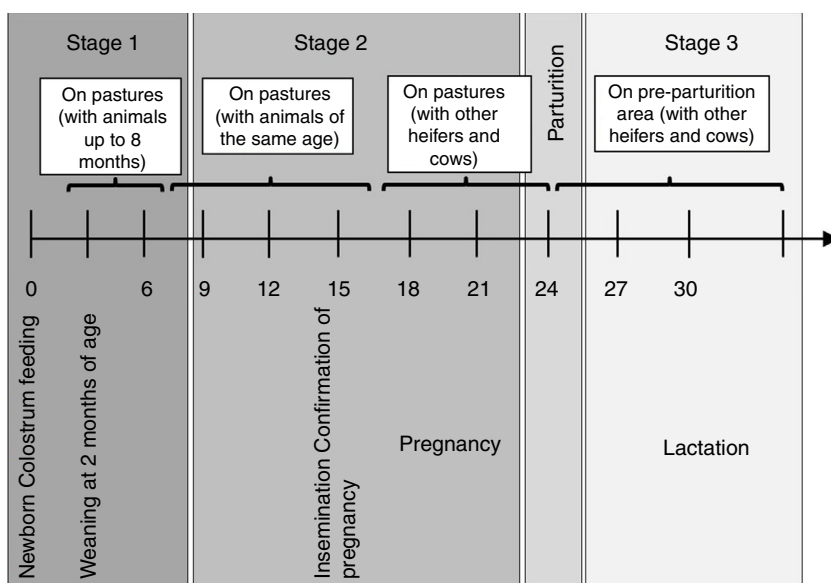 Stage 1
Stage 2
Parturition
Stage 3
On pastures
(with animals
up to 8
months)
On pastures
(with animals of
the same age)
On pastures
(with other
heifers and
cows)
On pre-parturition
area (with other
heifers and cows)
0
6
9
12
15
18
21
24
27
30
Newborn Colostrum feeding
Weaning at 2 months of age
Insemination Confirmation of
pregnancy
Pregnancy
Lactation